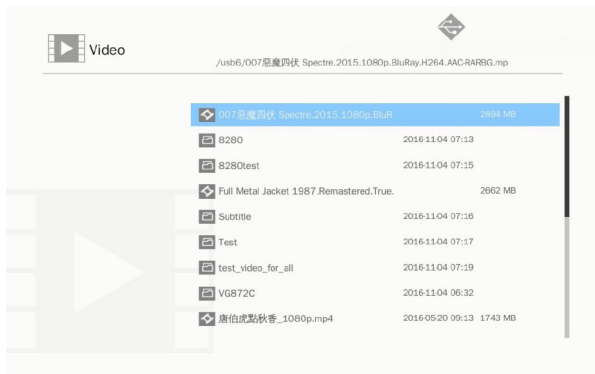 Video
/usb6/007惡魔四伏 Spectre.2015.1080p.BluRay.H264.AAC-RARBG.mp
007惡魔四伏 Spectre.2015.1080p.BluR 2894 MB
8280 2016-11-04 07:13
8280test 2016-11-04 07:15
Full Metal Jacket 1987.Remastered.True. 2662 MB
Subtitle 2016-11-04 07:16
Test 2016-11-04 07:17
test_video_for_all 2016-11-04 07:19
VG872C 2016-11-04 06:32
唐伯虎點秋香_1080p.mp4 2016-05-20 09:13 1743 MB